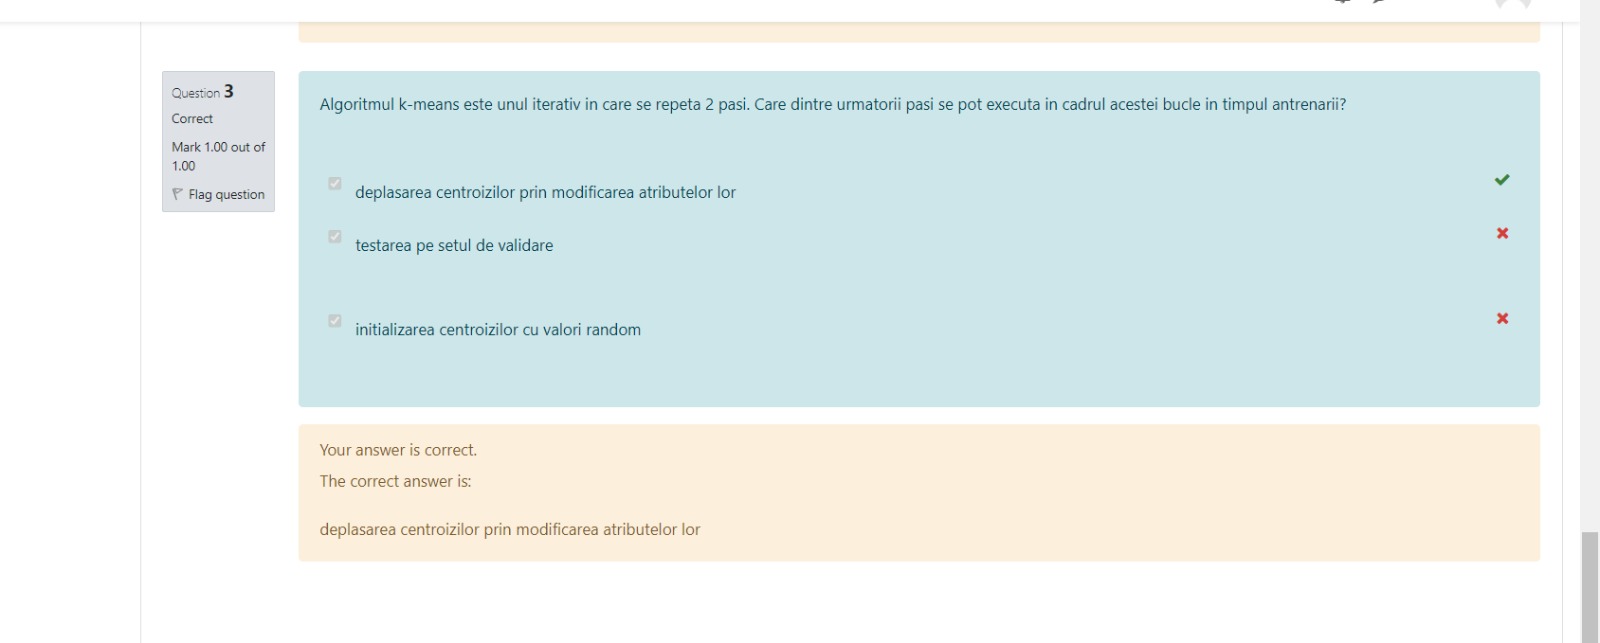 Question 3
Correct
Mark 1.00 out of
1.00
Flag question
Algoritmul k-means este unul iterativ in care se repeta 2 pasi. Care dintre urmatorii pasi se pot executa in cadrul acestei bucle in timpul antrenarii?
deplasarea centroizilor prin modificarea atributelor lor
testarea pe setul de validare
initializarea centroizilor cu valori random
Your answer is correct.
The correct answer is:
deplasarea centroizilor prin modificarea atributelor lor